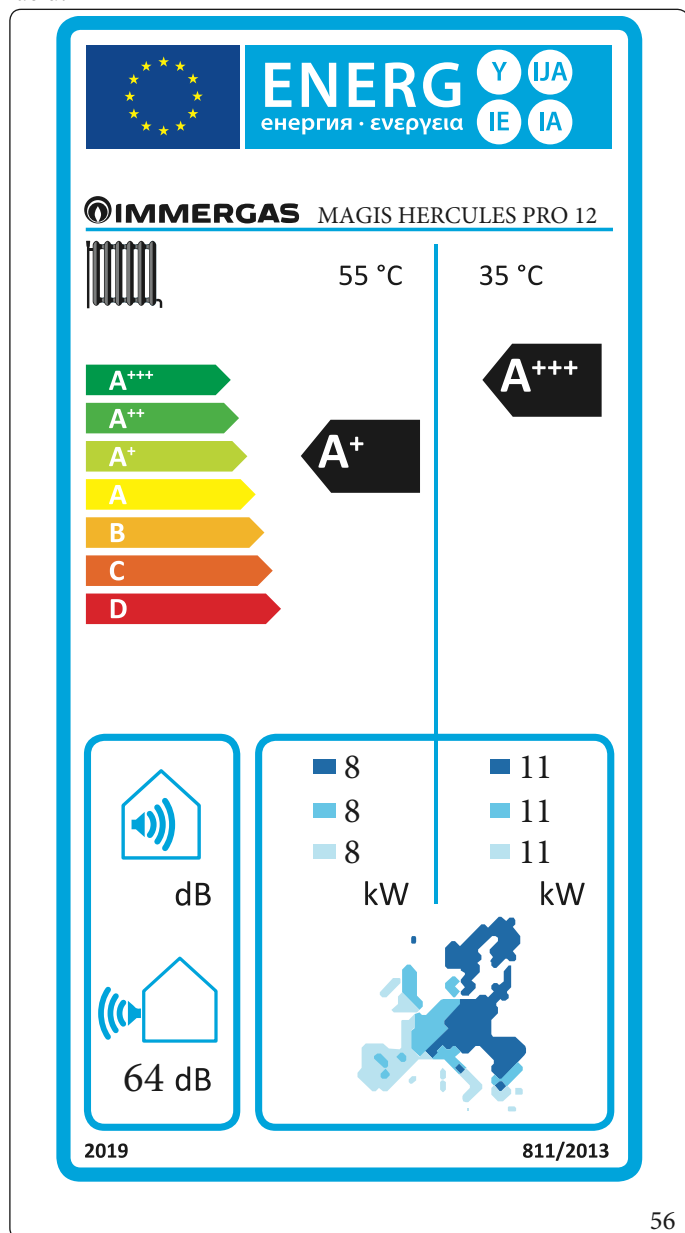 ENERG Y IJA
енергия · ενεργεια IE IA
IMMERGAS MAGIS HERCULES PRO 12
55 °C 35 °C
A+++
A+++
A++
A+
A+
A
B
C
D
8 11
8 11
8 11
dB kW kW
64 dB
2019 811/2013
56